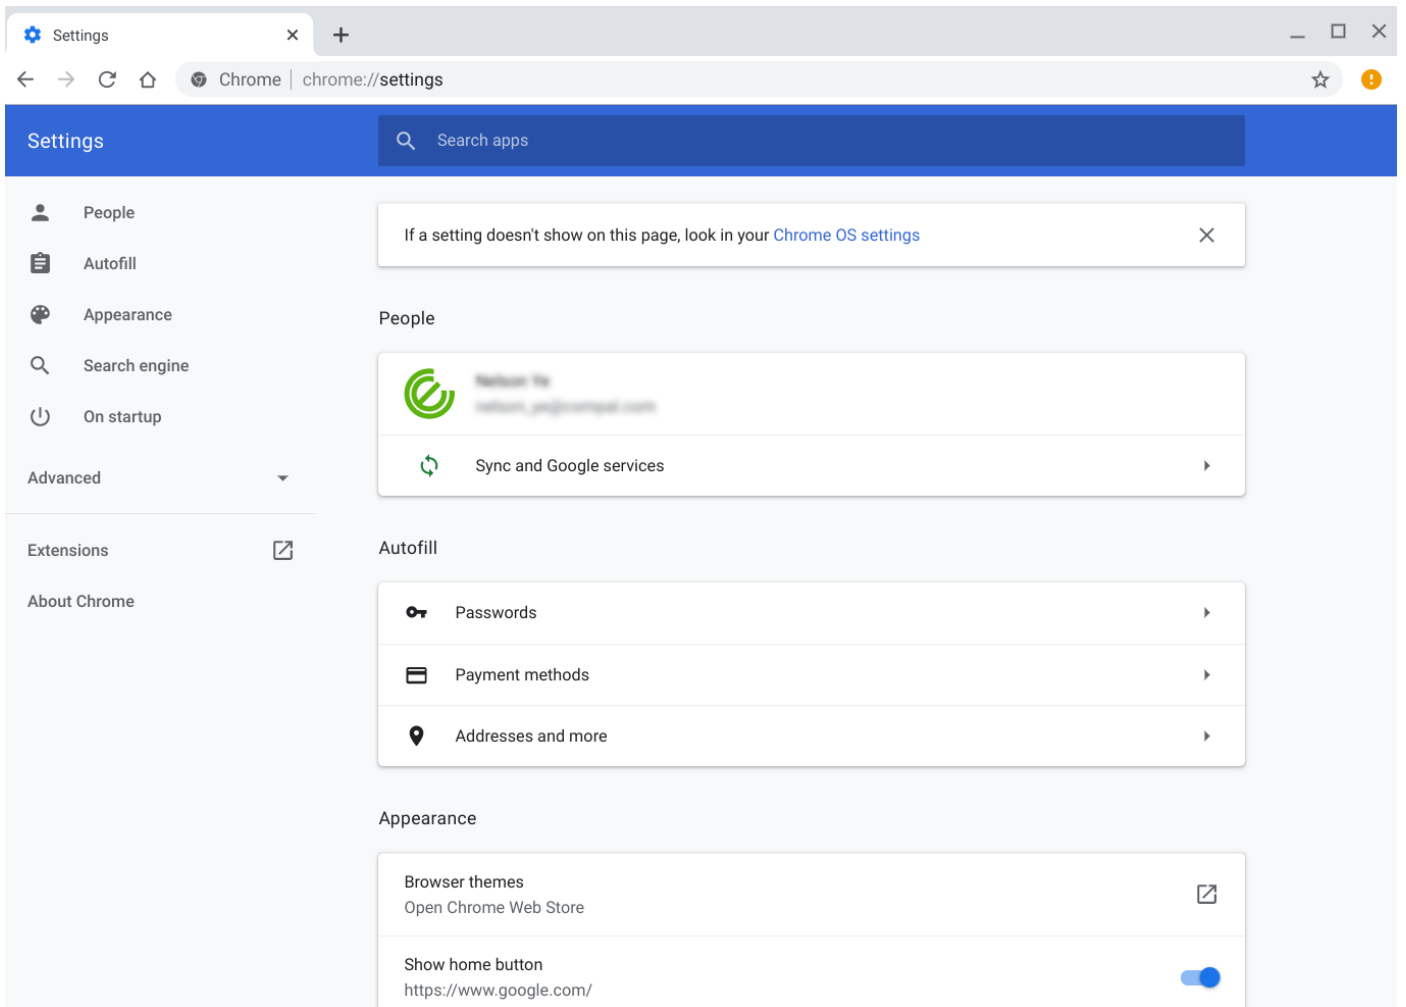 Settings
Chrome | chrome://settings
Settings
Search apps
People
Autofill
Appearance
Search engine
On startup
Advanced
Extensions
About Chrome
If a setting doesn't show on this page, look in your Chrome OS settings
People
Sync and Google services
Autofill
Passwords
Payment methods
Addresses and more
Appearance
Browser themes
Open Chrome Web Store
Show home button
https://www.google.com/